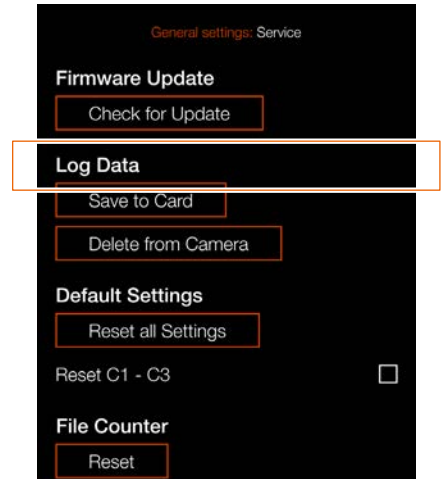 General settings: Service
Firmware Update
Check for Update
Log Data
Save to Card
Delete from Camera
Default Settings
Reset all Settings
Reset C1 - C3
File Counter
Reset